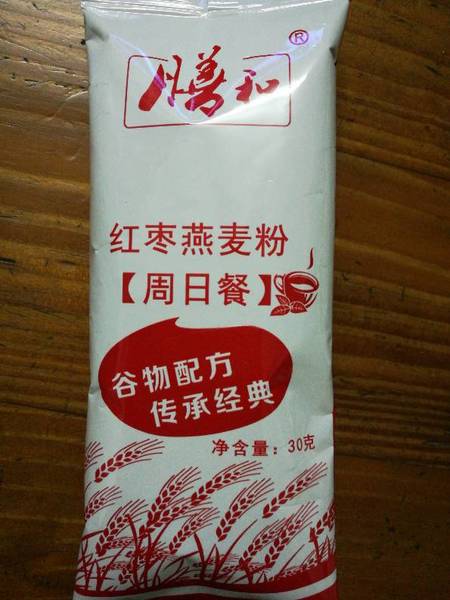 膳和®
红枣燕麦粉
【周日餐】
谷物配方
传承经典
净含量：30克